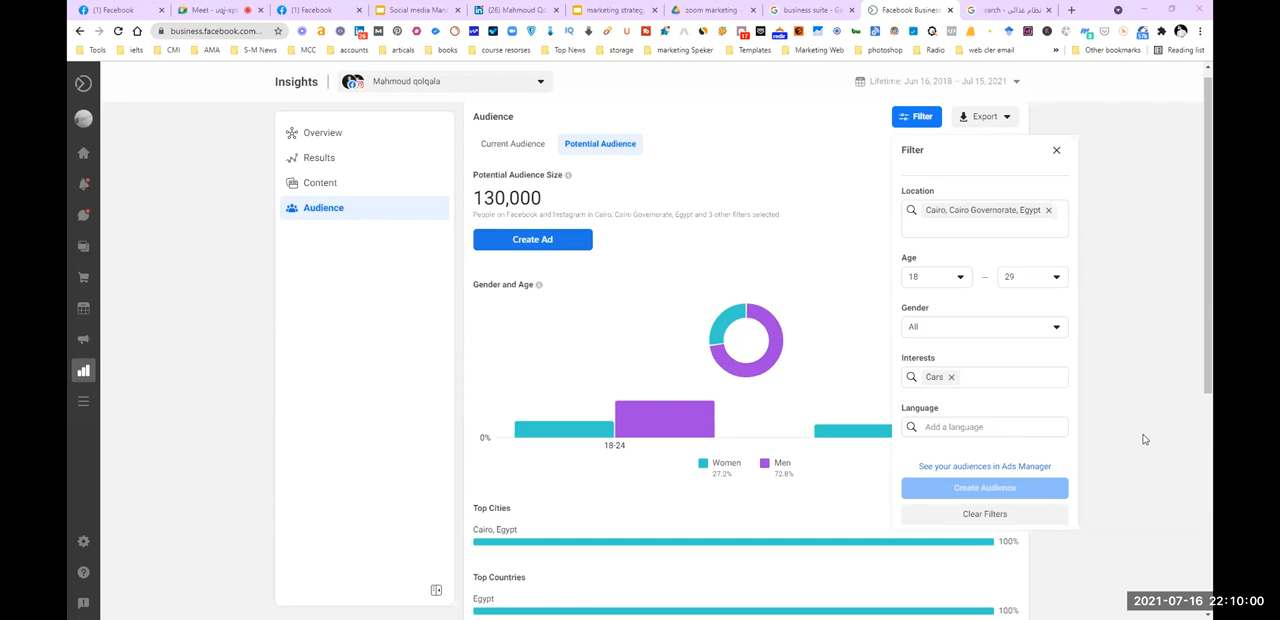 (1) Facebook
Meet - uqj-xpt
(1) Facebook
Social media Man
(26) Mahmoud Qo
marketing strateg
zoom marketing
business suite - G
Facebook Busines
earch - نظام غذائي
business.facebook.com...
Tools
ielts
CMI
AMA
S-M News
MCC
accounts
articals
books
course resorses
Top News
storage
marketing Speker
Templates
Marketing Web
photoshop
Radio
web cler email
»
Other bookmarks
Reading list
Insights
Mahmoud qolqala
Lifetime: Jun 16, 2018 – Jul 15, 2021
Overview
Results
Content
Audience
Audience
Filter
Export
Current Audience
Potential Audience
Potential Audience Size
130,000
People on Facebook and Instagram in Cairo, Cairo Governorate, Egypt and 3 other filters selected
Create Ad
Gender and Age
0%
18-24
Women
27.2%
Men
72.8%
Top Cities
Cairo, Egypt
100%
Top Countries
Egypt
100%
Filter
Location
Cairo, Cairo Governorate, Egypt
Age
18
–
29
Gender
All
Interests
Cars
Language
Add a language
See your audiences in Ads Manager
Create Audience
Clear Filters
2021-07-16 22:10:00